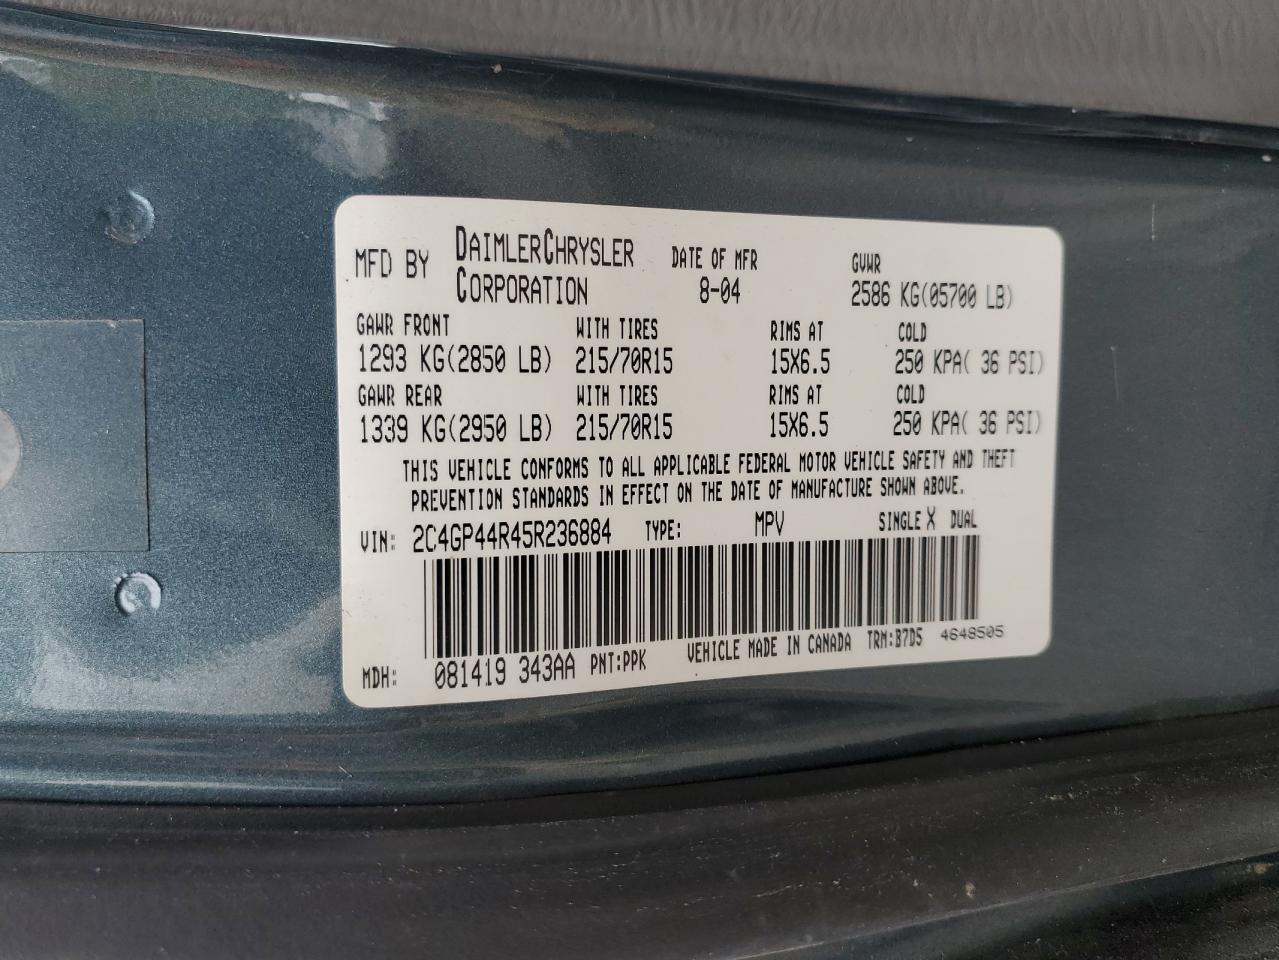 MFD BY DAIMLERCHRYSLER CORPORATION DATE OF MFR 8-04 GVWR 2586 KG(05700 LB)
GAWR FRONT WITH TIRES RIMS AT COLD
1293 KG(2850 LB) 215/70R15 15X6.5 250 KPA( 36 PSI)
GAWR REAR WITH TIRES RIMS AT COLD
1339 KG(2950 LB) 215/70R15 15X6.5 250 KPA( 36 PSI)
THIS VEHICLE CONFORMS TO ALL APPLICABLE FEDERAL MOTOR VEHICLE SAFETY AND THEFT
PREVENTION STANDARDS IN EFFECT ON THE DATE OF MANUFACTURE SHOWN ABOVE.
VIN: 2C4GP44R45R236884 TYPE: MPV SINGLE X DUAL
MDH: 081419 343AA PNT:PPK VEHICLE MADE IN CANADA TRM:B7D5 4648505